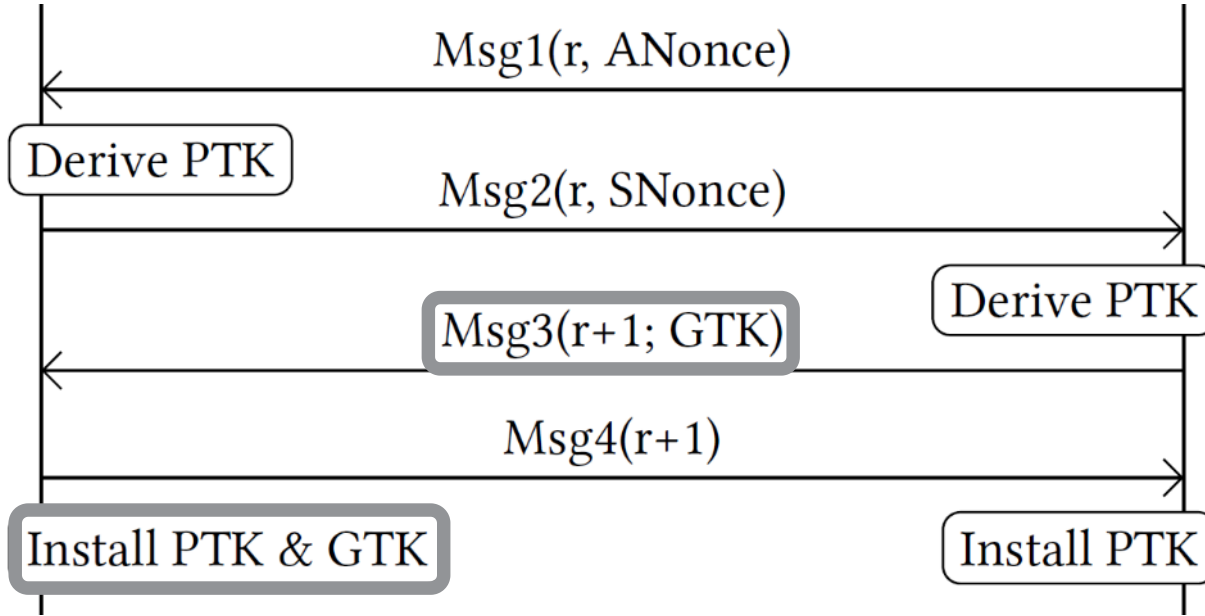 Msg1(r, ANonce)
Derive PTK
Msg2(r, SNonce)
Derive PTK
Msg3(r+1; GTK)
Msg4(r+1)
Install PTK & GTK
Install PTK